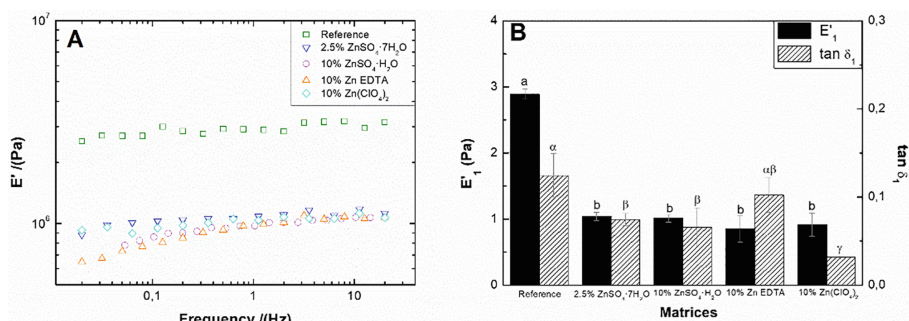 A
Reference
2.5% ZnSO₄·7H₂O
10% ZnSO₄·H₂O
10% Zn EDTA
10% Zn(ClO₄)₂
10⁷
10⁶
E' /(Pa)
0,1
1
10
Frequency /(Hz)
B
E'₁
tan δ₁
4
3
2
1
0
E'₁ (Pa)
0,3
0,2
0,1
0,0
tan δ₁
a
α
b
β
b
β
b
αβ
b
γ
Reference
2.5% ZnSO₄·7H₂O
10% ZnSO₄·H₂O
10% Zn EDTA
10% Zn(ClO₄)₂
Matrices